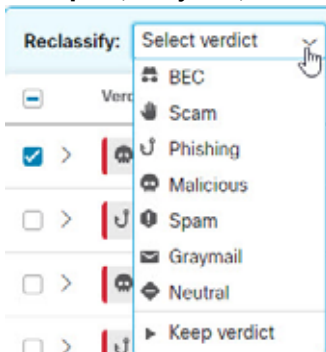 Reclassify: Select verdict
Verd
BEC
Scam
Phishing
Malicious
Spam
Graymail
Neutral
Keep verdict